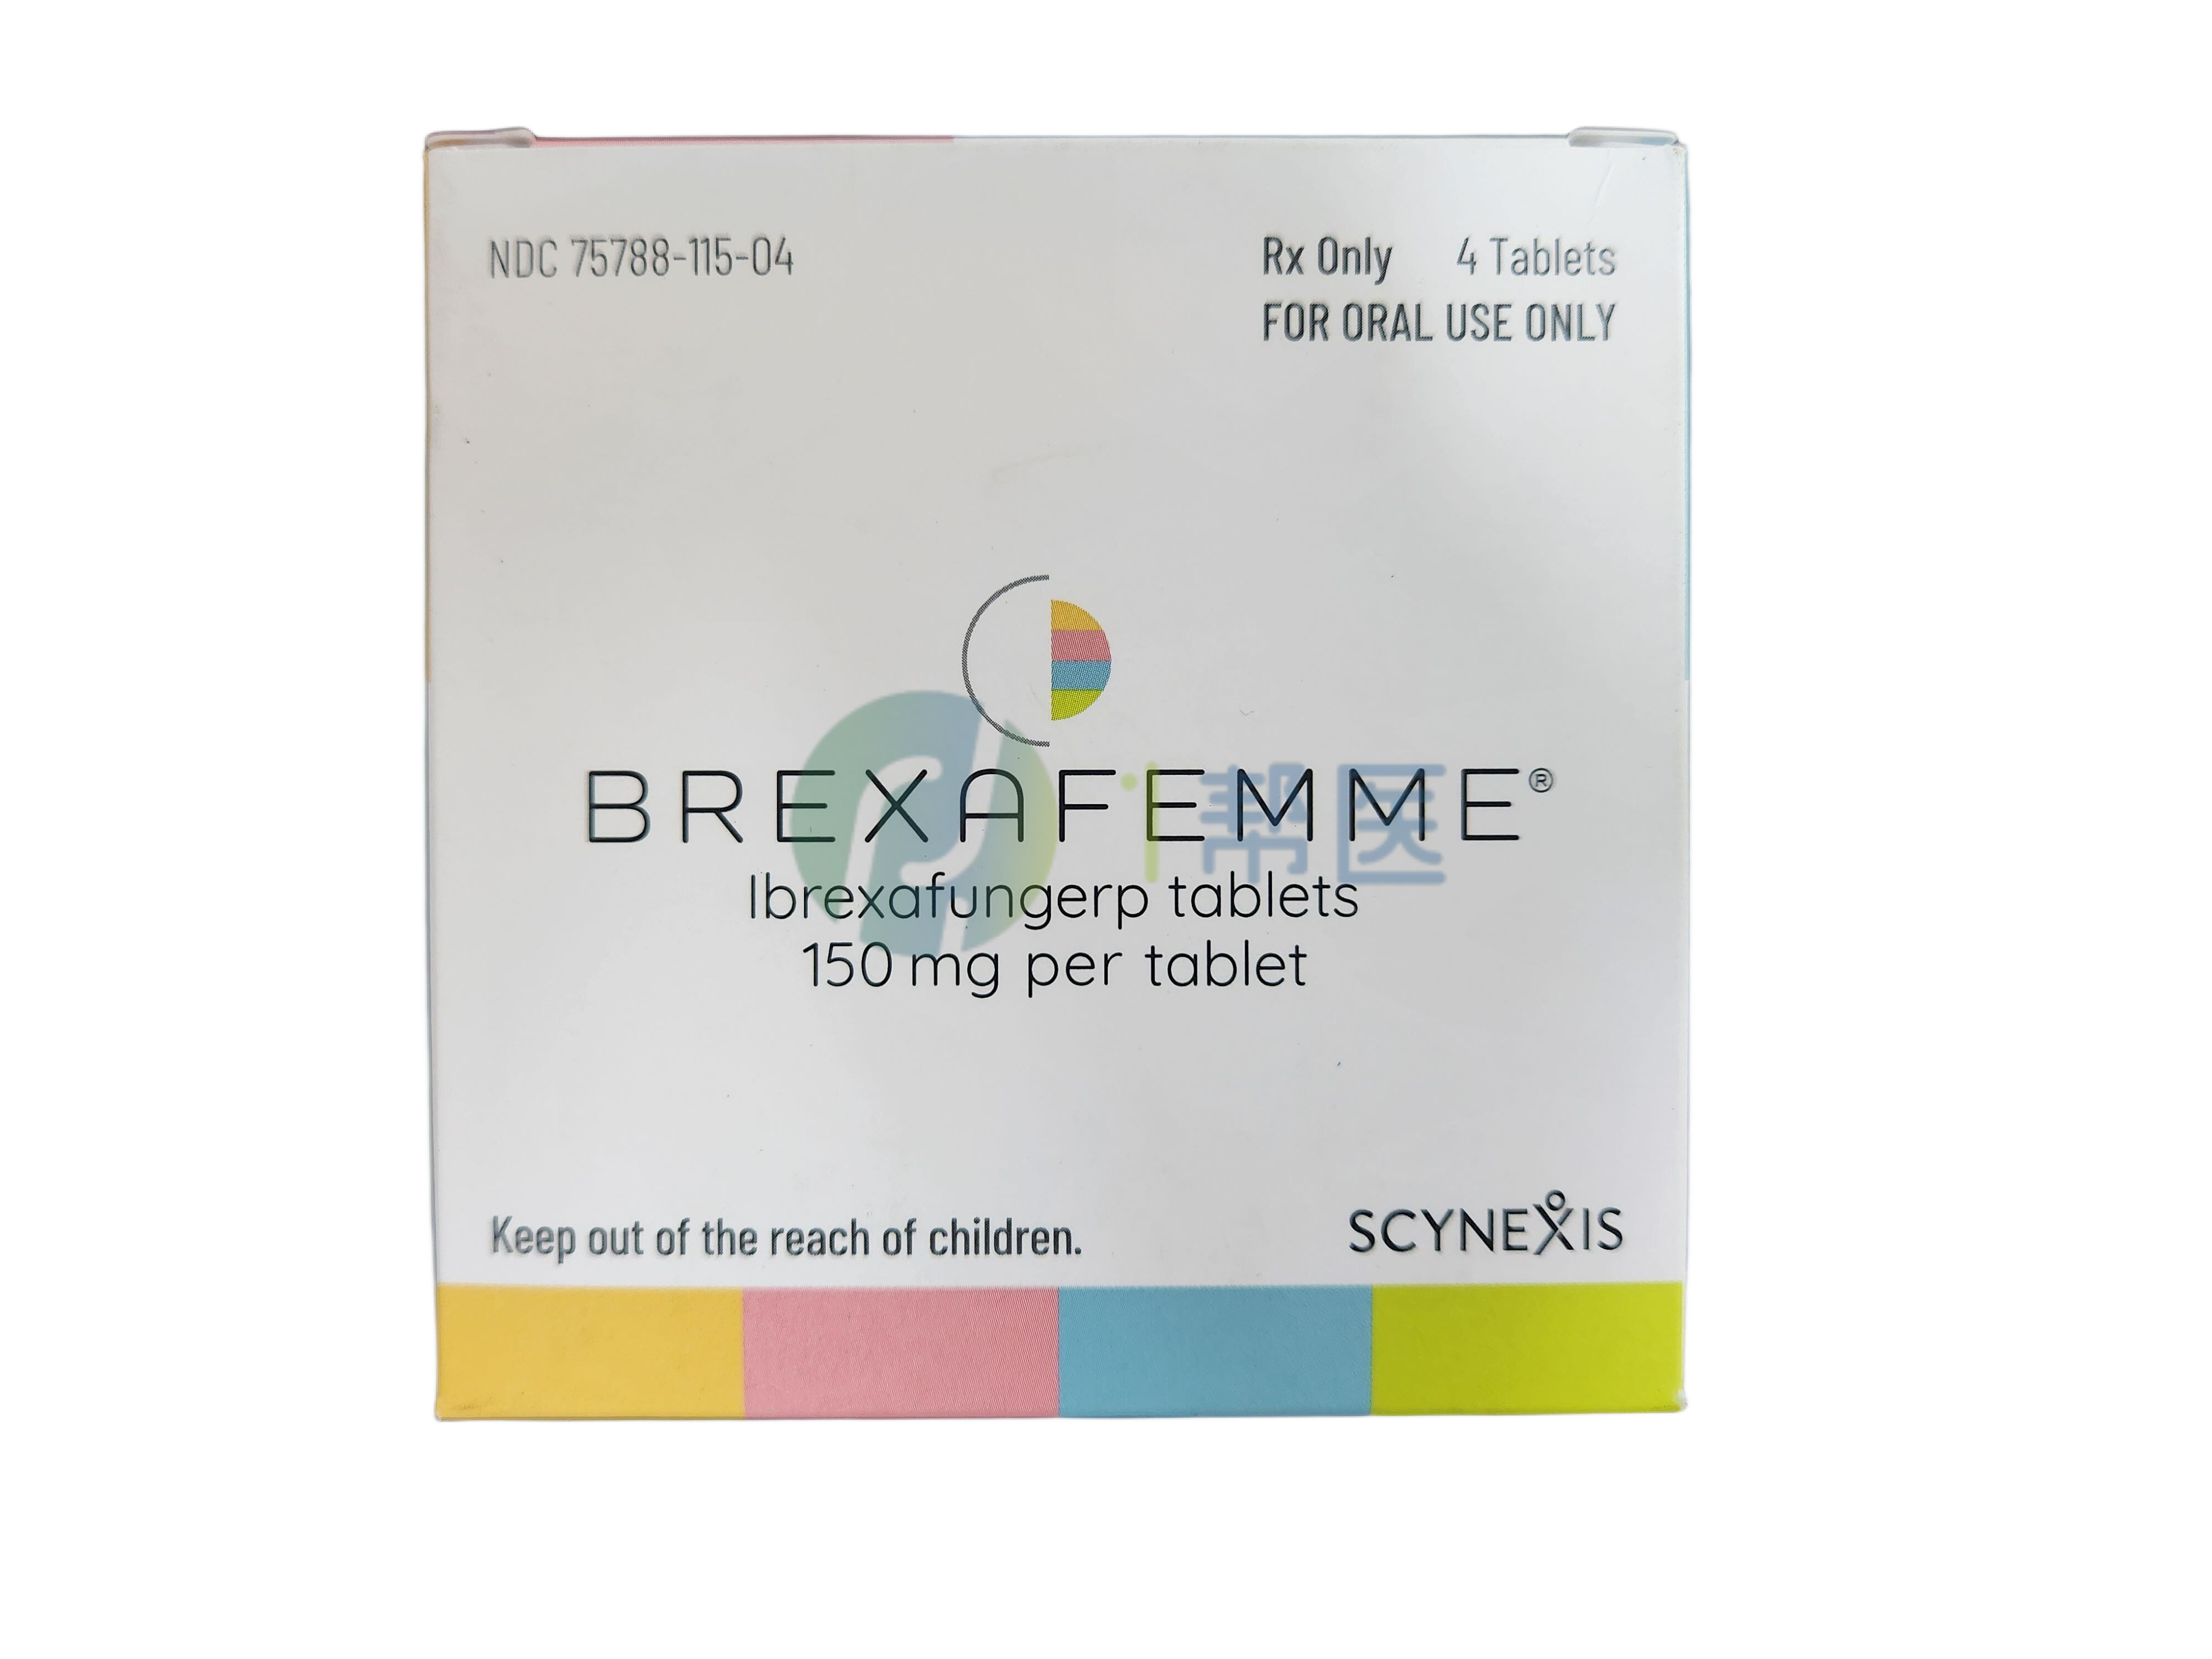 NDC 75788-115-04
Rx Only 4 Tablets
FOR ORAL USE ONLY
BREXAFEMME®
i帮医
Ibrexafungerp tablets
150 mg per tablet
Keep out of the reach of children.
SCYNEXIS